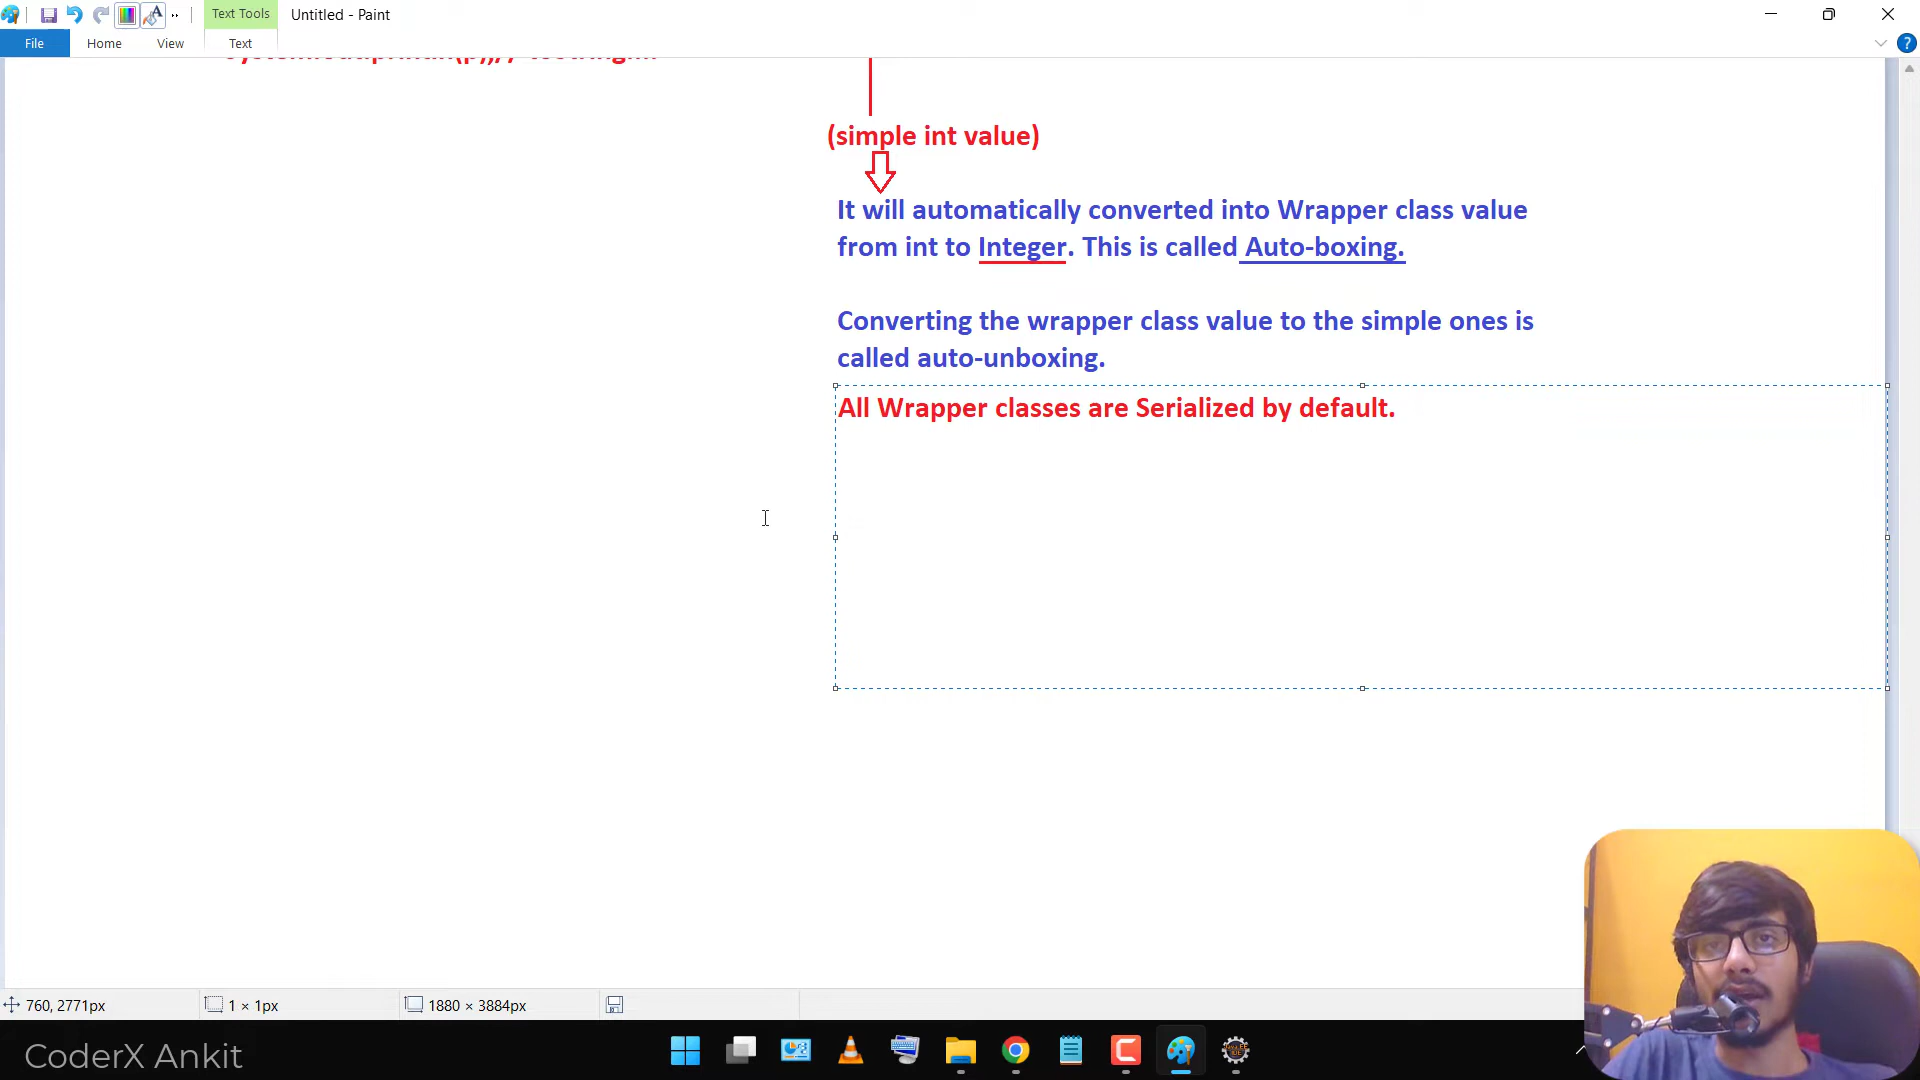 Text Tools
Untitled - Paint
File
Home
View
Text
(simple int value)
It will automatically converted into Wrapper class value
from int to Integer. This is called Auto-boxing.
Converting the wrapper class value to the simple ones is
called auto-unboxing.
All Wrapper classes are Serialized by default.
760, 2771px
1 × 1px
1880 × 3884px
CoderX Ankit